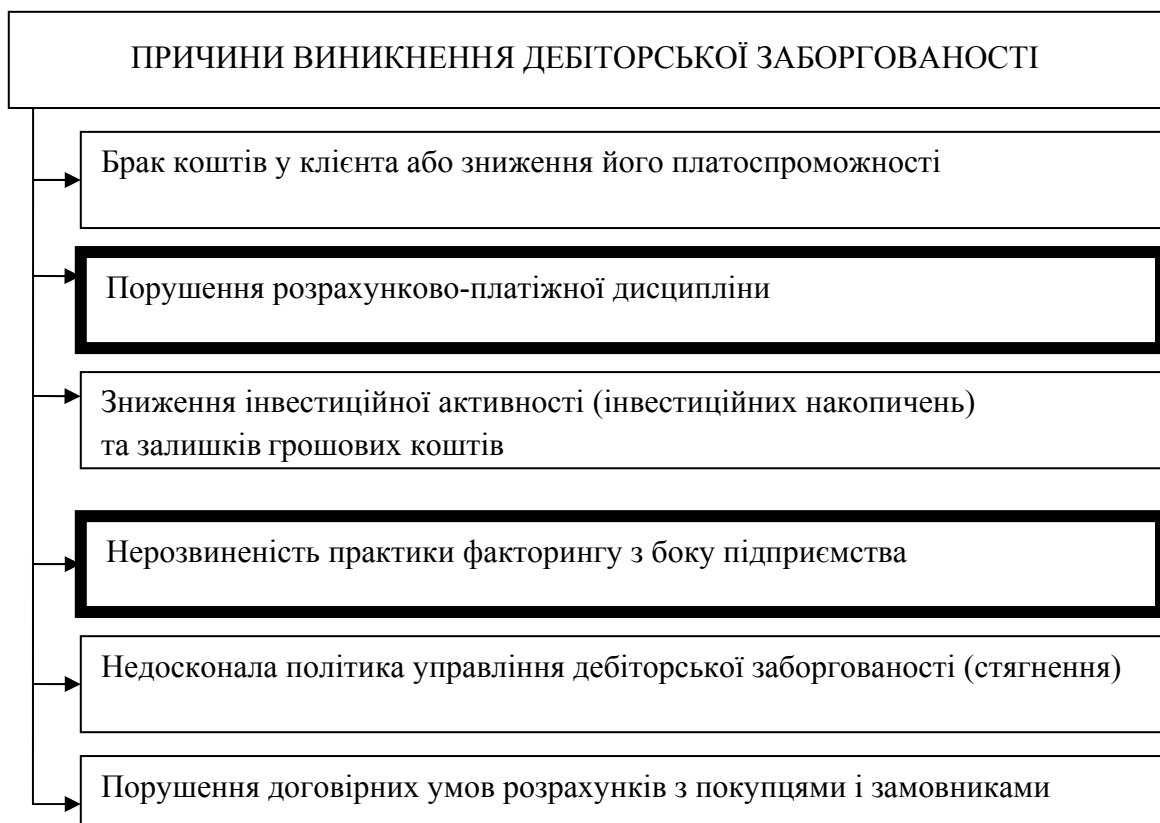 ПРИЧИНИ ВИНИКНЕННЯ ДЕБІТОРСЬКОЇ ЗАБОРГОВАНОСТІ
Брак коштів у клієнта або зниження його платоспроможності
Порушення розрахунково-платіжної дисципліни
Зниження інвестиційної активності (інвестиційних накопичень)
та залишків грошових коштів
Нерозвиненість практики факторингу з боку підприємства
Недосконала політика управління дебіторської заборгованості (стягнення)
Порушення договірних умов розрахунків з покупцями і замовниками